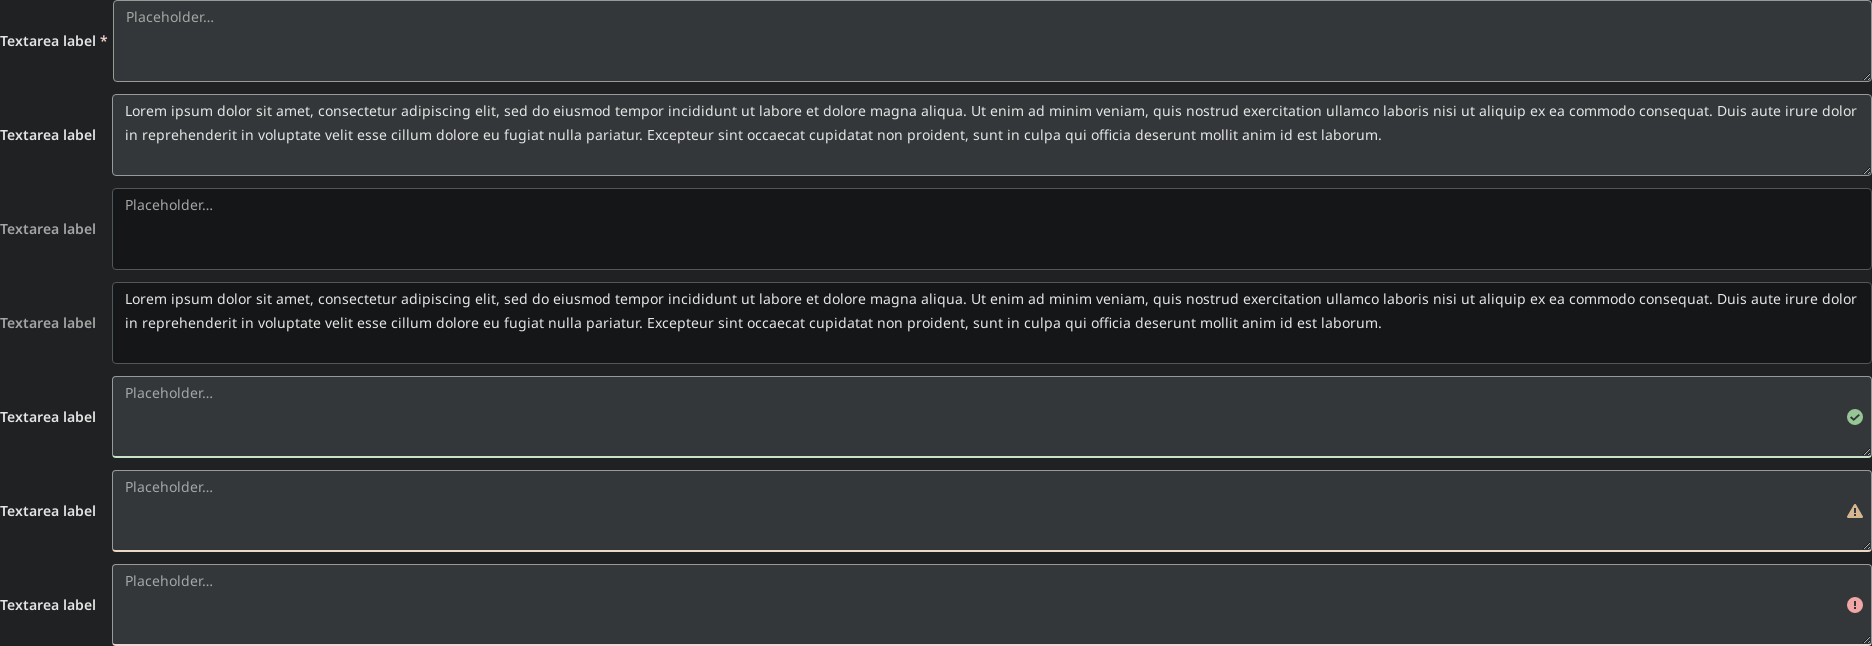 Placeholder...
Textarea label *
Lorem ipsum dolor sit amet, consectetur adipiscing elit, sed do eiusmod tempor incididunt ut labore et dolore magna aliqua. Ut enim ad minim veniam, quis nostrud exercitation ullamco laboris nisi ut aliquip ex ea commodo consequat. Duis aute irure dolor
Textarea label
in reprehenderit in voluptate velit esse cillum dolore eu fugiat nulla pariatur. Excepteur sint occaecat cupidatat non proident, sunt in culpa qui officia deserunt mollit anim id est laborum.
Placeholder...
Textarea label
Lorem ipsum dolor sit amet, consectetur adipiscing elit, sed do eiusmod tempor incididunt ut labore et dolore magna aliqua. Ut enim ad minim veniam, quis nostrud exercitation ullamco laboris nisi ut aliquip ex ea commodo consequat. Duis aute irure dolor
Textarea label
in reprehenderit in voluptate velit esse cillum dolore eu fugiat nulla pariatur. Excepteur sint occaecat cupidatat non proident, sunt in culpa qui officia deserunt mollit anim id est laborum.
Placeholder...
Textarea label
Placeholder...
Textarea label
Placeholder...
Textarea label